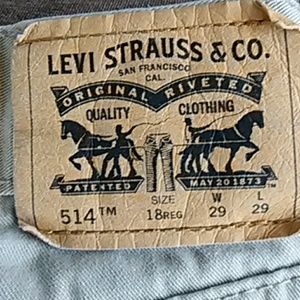 LEVI STRAUSS & CO.
SAN FRANCISCO
CAL.
ORIGINAL RIVETED
QUALITY CLOTHING
PATENTED MAY 20 1873 ™
SIZE W L
514™ 18REG 29 29